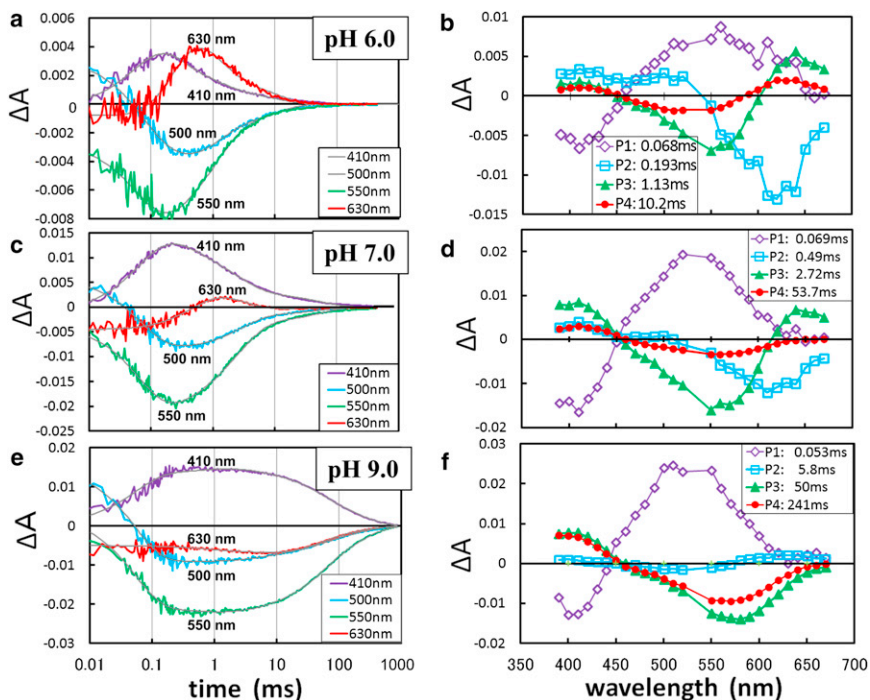 a
pH 6.0
ΔA
0.006
0.004
0.002
0
-0.002
-0.004
-0.006
-0.008
630 nm
410 nm
500 nm
550 nm
410nm
500nm
550nm
630nm
b
ΔA
0.01
0.005
0
-0.005
-0.01
-0.015
P1: 0.068ms
P2: 0.193ms
P3: 1.13ms
P4: 10.2ms
c
pH 7.0
ΔA
0.015
0.01
0.005
0
-0.005
-0.01
-0.015
-0.02
-0.025
410 nm
630 nm
500 nm
550 nm
410nm
500nm
550nm
630nm
d
ΔA
0.02
0.01
0
-0.01
-0.02
P1: 0.069ms
P2: 0.49ms
P3: 2.72ms
P4: 53.7ms
e
pH 9.0
ΔA
0.02
0.01
0
-0.01
-0.02
-0.03
410 nm
630 nm
500 nm
550 nm
410nm
500nm
550nm
630nm
0.01 0.1 1 10 100 1000
time (ms)
f
ΔA
0.03
0.02
0.01
0
-0.01
-0.02
P1: 0.053ms
P2: 5.8ms
P3: 50ms
P4: 241ms
350 400 450 500 550 600 650 700
wavelength (nm)